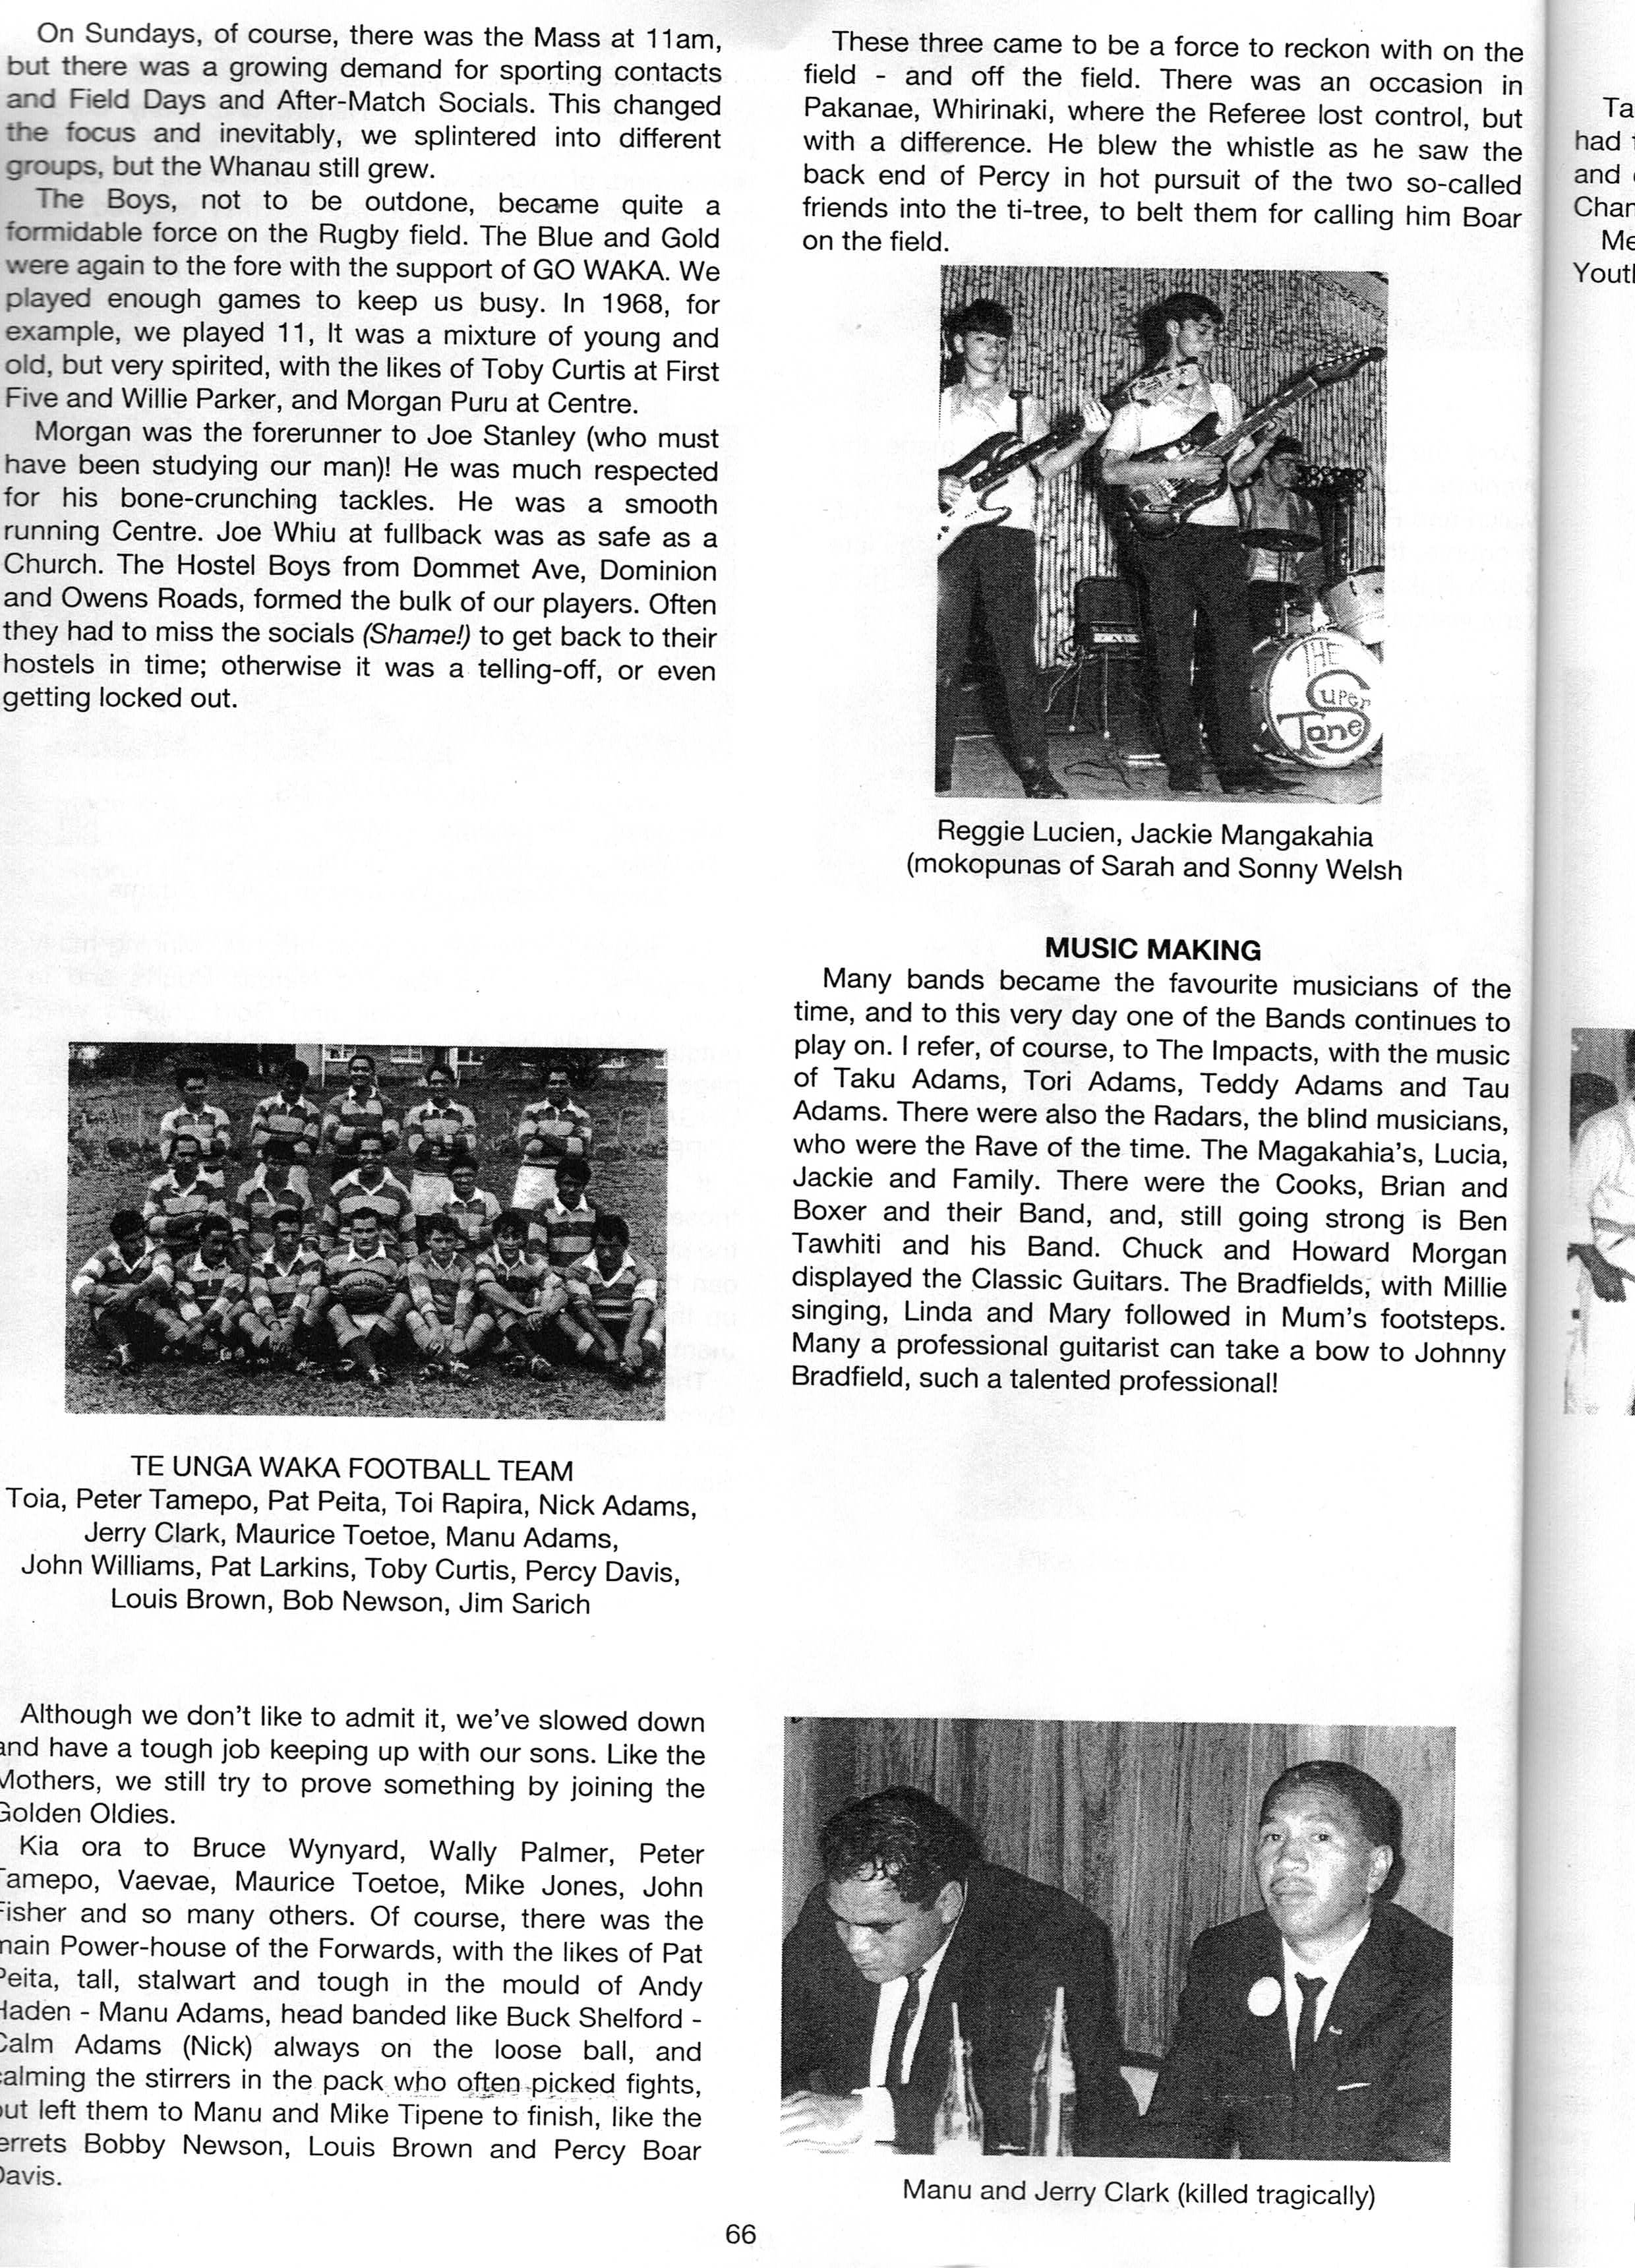 On Sundays, of course, there was the Mass at 11am,
but there was a growing demand for sporting contacts
and Field Days and After-Match Socials. This changed
the focus and inevitably, we splintered into different
groups, but the Whanau still grew.
The Boys, not to be outdone, became quite a
formidable force on the Rugby field. The Blue and Gold
were again to the fore with the support of GO WAKA. We
played enough games to keep us busy. In 1968, for
example, we played 11, It was a mixture of young and
old, but very spirited, with the likes of Toby Curtis at First
Five and Willie Parker, and Morgan Puru at Centre.
Morgan was the forerunner to Joe Stanley (who must
have been studying our man)! He was much respected
for his bone-crunching tackles. He was a smooth
running Centre. Joe Whiu at fullback was as safe as a
Church. The Hostel Boys from Dommet Ave, Dominion
and Owens Roads, formed the bulk of our players. Often
they had to miss the socials (Shame!) to get back to their
hostels in time; otherwise it was a telling-off, or even
getting locked out.
TE UNGA WAKA FOOTBALL TEAM
Toia, Peter Tamepo, Pat Peita, Toi Rapira, Nick Adams,
Jerry Clark, Maurice Toetoe, Manu Adams,
John Williams, Pat Larkins, Toby Curtis, Percy Davis,
Louis Brown, Bob Newson, Jim Sarich
Although we don't like to admit it, we've slowed down
and have a tough job keeping up with our sons. Like the
Mothers, we still try to prove something by joining the
Golden Oldies.
Kia ora to Bruce Wynyard, Wally Palmer, Peter
Tamepo, Vaevae, Maurice Toetoe, Mike Jones, John
Fisher and so many others. Of course, there was the
main Power-house of the Forwards, with the likes of Pat
Peita, tall, stalwart and tough in the mould of Andy
Haden - Manu Adams, head banded like Buck Shelford -
Calm Adams (Nick) always on the loose ball, and
calming the stirrers in the pack who often picked fights,
but left them to Manu and Mike Tipene to finish, like the
errets Bobby Newson, Louis Brown and Percy Boar
Davis.
These three came to be a force to reckon with on the
field - and off the field. There was an occasion in
Pakanae, Whirinaki, where the Referee lost control, but
with a difference. He blew the whistle as he saw the
back end of Percy in hot pursuit of the two so-called
friends into the ti-tree, to belt them for calling him Boar
on the field.
THE
SUPER
TONES
Reggie Lucien, Jackie Mangakahia
(mokopunas of Sarah and Sonny Welsh
MUSIC MAKING
Many bands became the favourite musicians of the
time, and to this very day one of the Bands continues to
play on. I refer, of course, to The Impacts, with the music
of Taku Adams, Tori Adams, Teddy Adams and Tau
Adams. There were also the Radars, the blind musicians,
who were the Rave of the time. The Magakahia's, Lucia,
Jackie and Family. There were the Cooks, Brian and
Boxer and their Band, and, still going strong is Ben
Tawhiti and his Band. Chuck and Howard Morgan
displayed the Classic Guitars. The Bradfields, with Millie
singing, Linda and Mary followed in Mum's footsteps.
Many a professional guitarist can take a bow to Johnny
Bradfield, such a talented professional!
Manu and Jerry Clark (killed tragically)
66
had
and